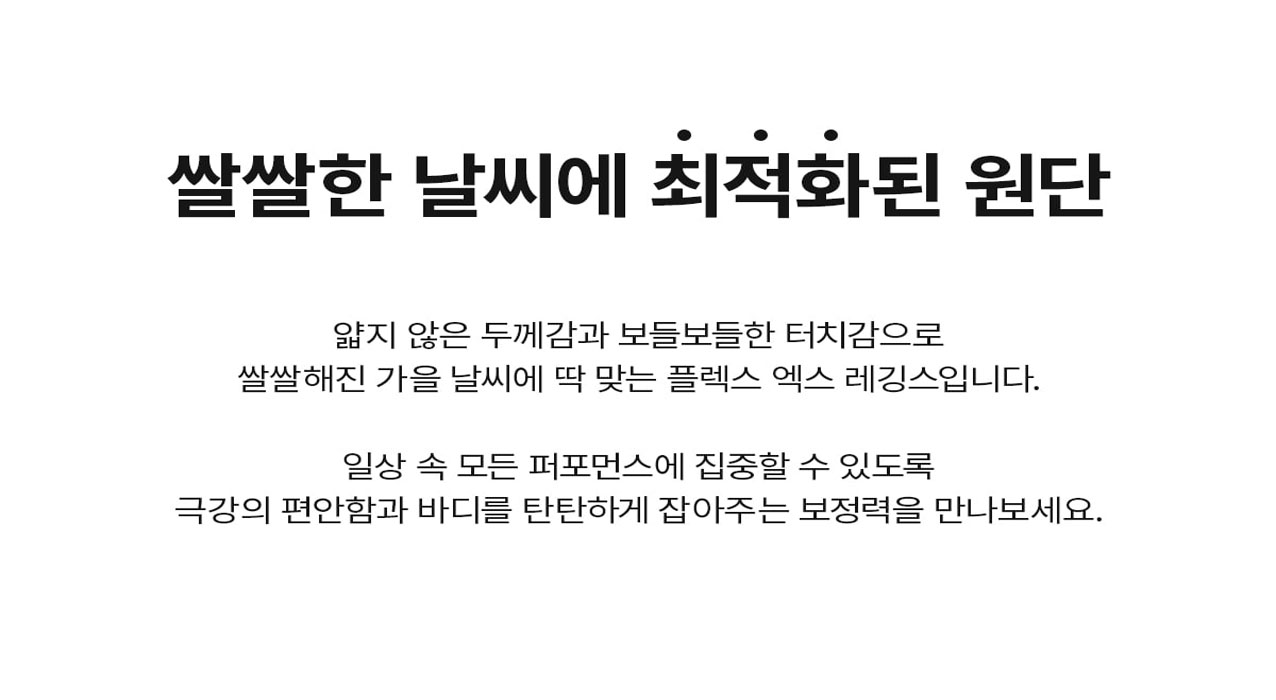 쌀쌀한 날씨에 최적화된 원단
얇지 않은 두께감과 보들보들한 터치감으로
쌀쌀해진 가을 날씨에 딱 맞는 플렉스 엑스 레깅스입니다.
일상 속 모든 퍼포먼스에 집중할 수 있도록
극강의 편안함과 바디를 탄탄하게 잡아주는 보정력을 만나보세요.